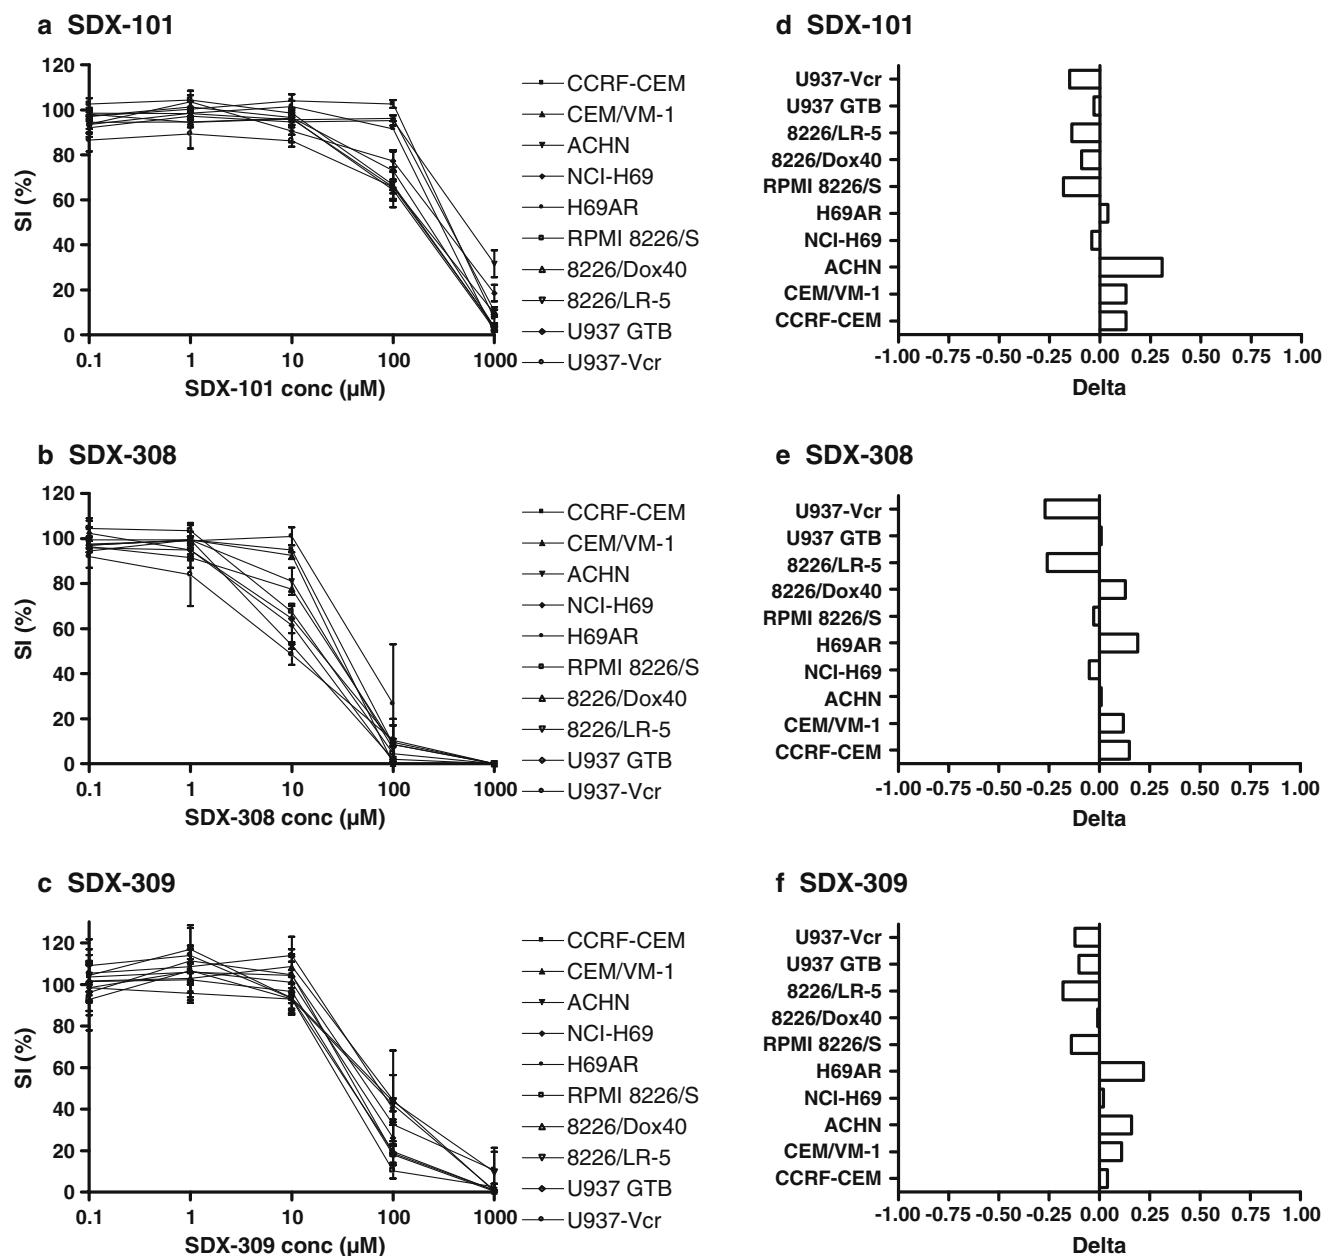 a SDX-101
120
100
80
60
40
20
0
SI (%)
0.1 1 10 100 1000
SDX-101 conc (µM)
CCRF-CEM
CEM/VM-1
ACHN
NCI-H69
H69AR
RPMI 8226/S
8226/Dox40
8226/LR-5
U937 GTB
U937-Vcr
d SDX-101
U937-Vcr
U937 GTB
8226/LR-5
8226/Dox40
RPMI 8226/S
H69AR
NCI-H69
ACHN
CEM/VM-1
CCRF-CEM
-1.00 -0.75 -0.50 -0.25 0.00 0.25 0.50 0.75 1.00
Delta
b SDX-308
120
100
80
60
40
20
0
SI (%)
0.1 1 10 100 1000
SDX-308 conc (µM)
CCRF-CEM
CEM/VM-1
ACHN
NCI-H69
H69AR
RPMI 8226/S
8226/Dox40
8226/LR-5
U937 GTB
U937-Vcr
e SDX-308
U937-Vcr
U937 GTB
8226/LR-5
8226/Dox40
RPMI 8226/S
H69AR
NCI-H69
ACHN
CEM/VM-1
CCRF-CEM
-1.00 -0.75 -0.50 -0.25 0.00 0.25 0.50 0.75 1.00
Delta
c SDX-309
120
100
80
60
40
20
0
SI (%)
0.1 1 10 100 1000
SDX-309 conc (µM)
CCRF-CEM
CEM/VM-1
ACHN
NCI-H69
H69AR
RPMI 8226/S
8226/Dox40
8226/LR-5
U937 GTB
U937-Vcr
f SDX-309
U937-Vcr
U937 GTB
8226/LR-5
8226/Dox40
RPMI 8226/S
H69AR
NCI-H69
ACHN
CEM/VM-1
CCRF-CEM
-1.00 -0.75 -0.50 -0.25 0.00 0.25 0.50 0.75 1.00
Delta